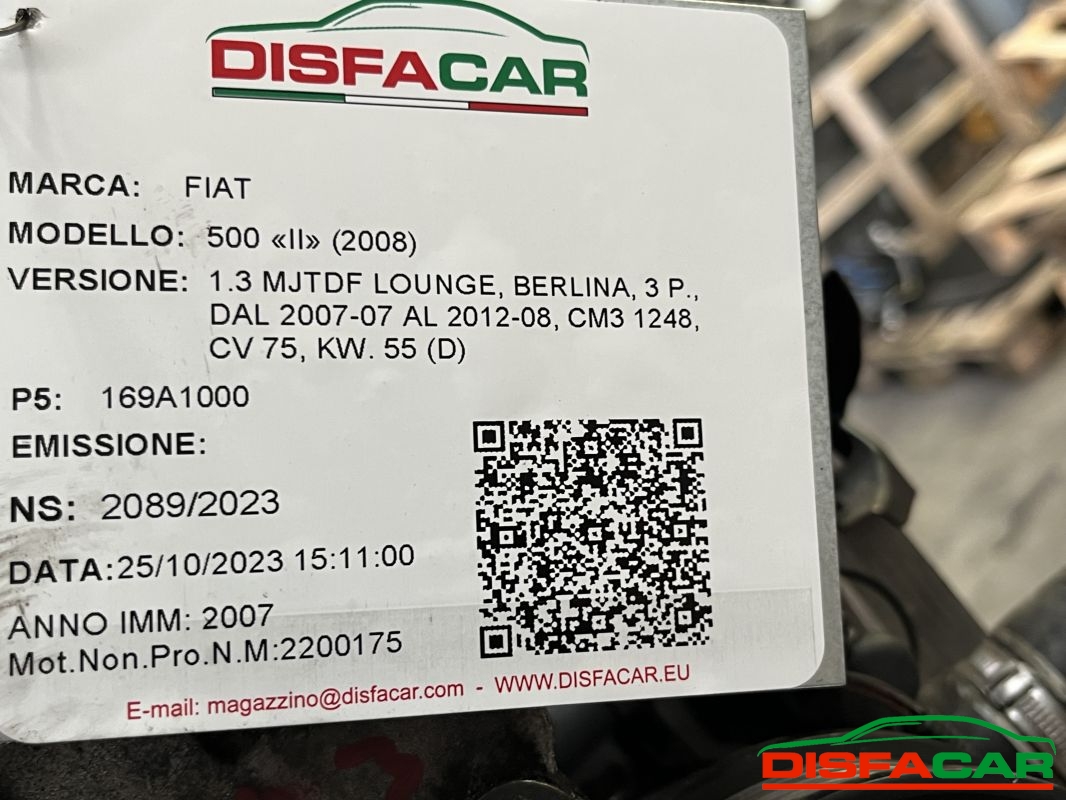 DISFACAR
MARCA: FIAT
MODELLO: 500 «II» (2008)
VERSIONE: 1.3 MJTDF LOUNGE, BERLINA, 3 P.,
DAL 2007-07 AL 2012-08, CM3 1248,
CV 75, KW. 55 (D)
P5: 169A1000
EMISSIONE:
NS: 2089/2023
DATA:25/10/2023 15:11:00
ANNO IMM: 2007
Mot.Non.Pro.N.M:2200175
E-mail: magazzino@disfacar.com - WWW.DISFACAR.EU
DISFACAR